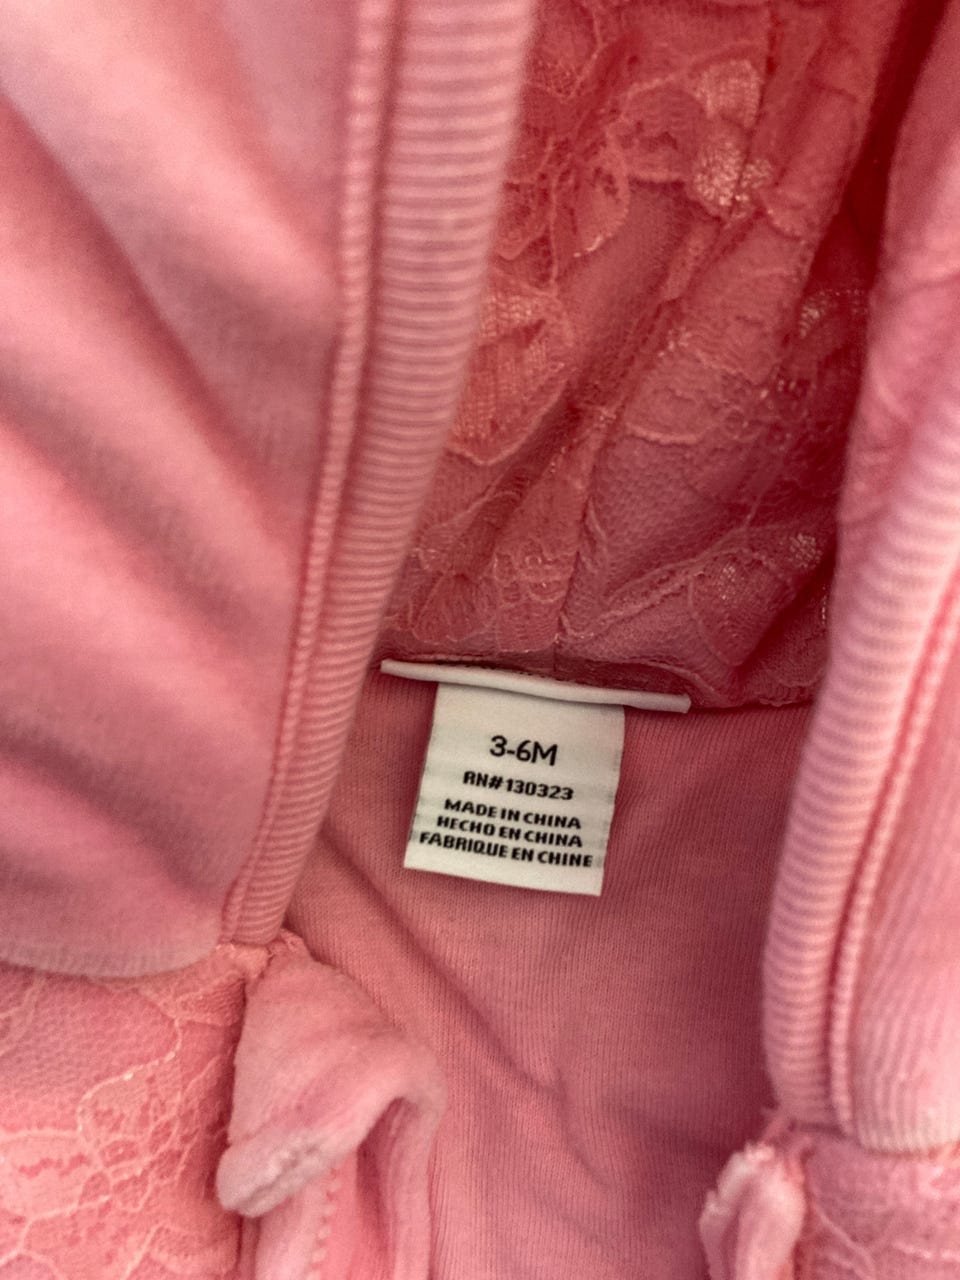 3-6M
RN#130323
MADE IN CHINA
HECHO EN CHINA
FABRIQUE EN CHINE